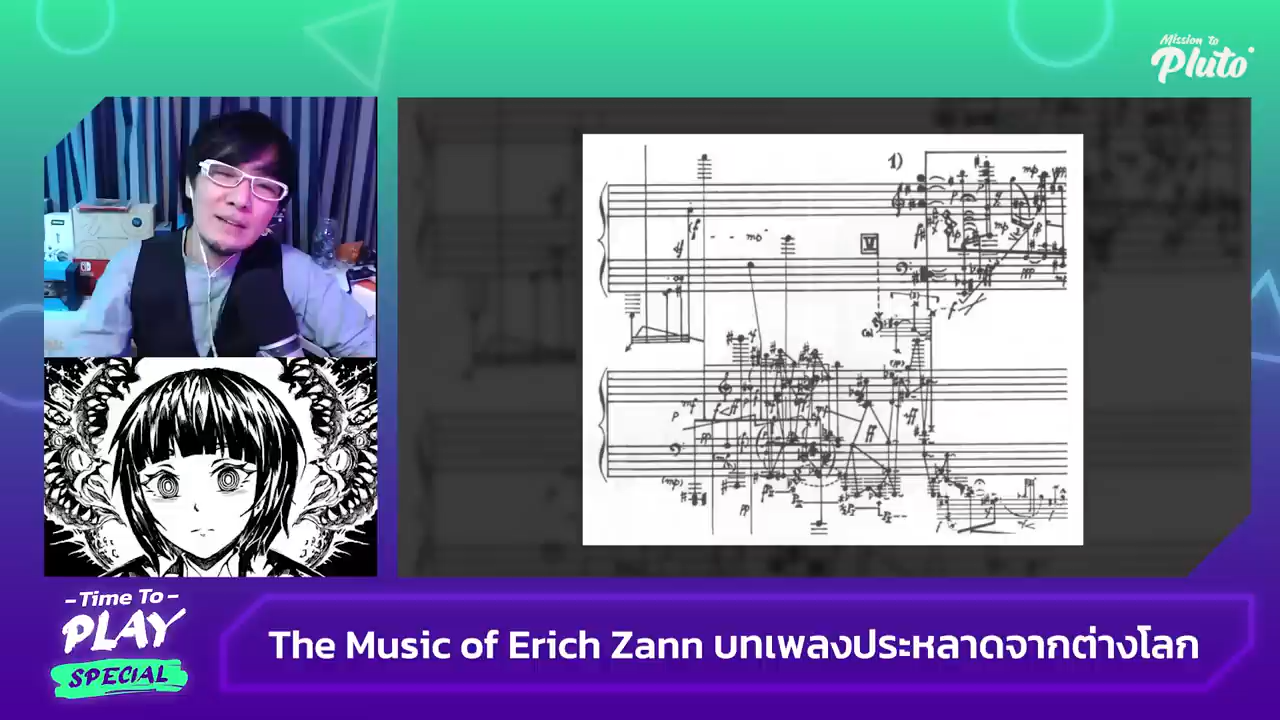 Mission to
Pluto
1)
V
-Time To-
PLAY
SPECIAL
The Music of Erich Zann บทเพลงประหลาดจากต่างโลก